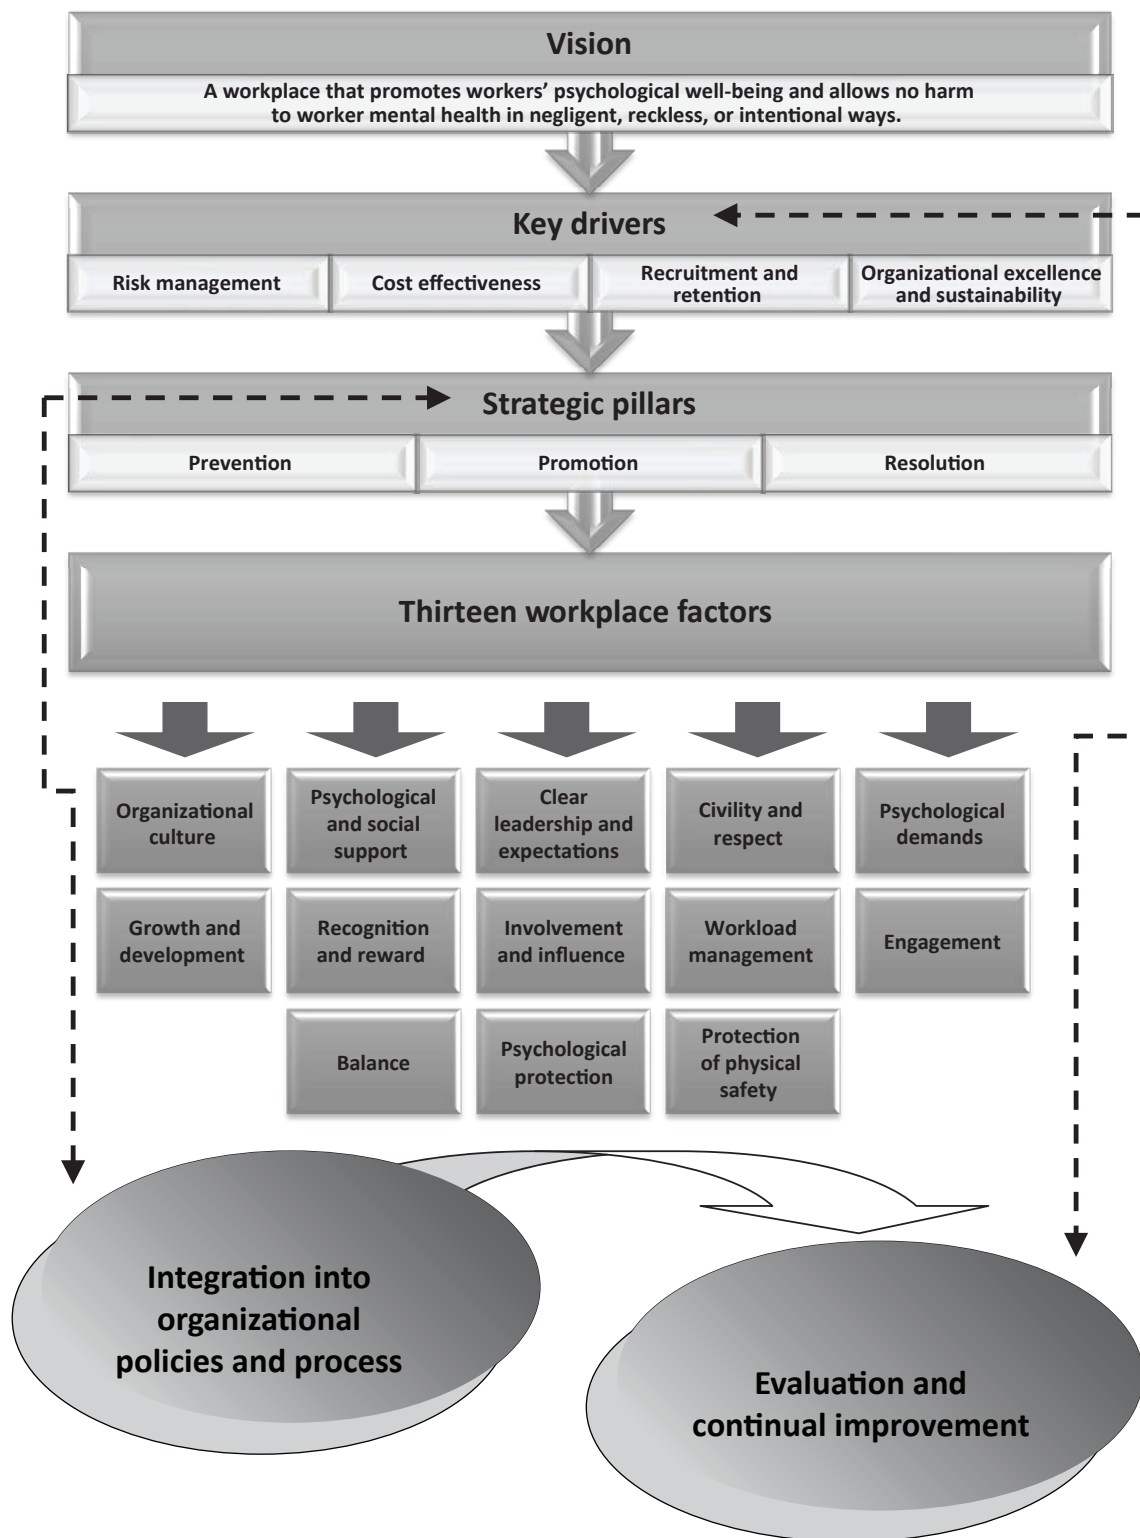 Vision
A workplace that promotes workers’ psychological well-being and allows no harm
to worker mental health in negligent, reckless, or intentional ways.
Key drivers
Risk management
Cost effectiveness
Recruitment and
retention
Organizational excellence
and sustainability
Strategic pillars
Prevention
Promotion
Resolution
Thirteen workplace factors
Organizational
culture
Psychological
and social
support
Clear
leadership and
expectations
Civility and
respect
Psychological
demands
Growth and
development
Recognition
and reward
Involvement
and influence
Workload
management
Engagement
Balance
Psychological
protection
Protection
of physical
safety
Integration into
organizational
policies and process
Evaluation and
continual improvement